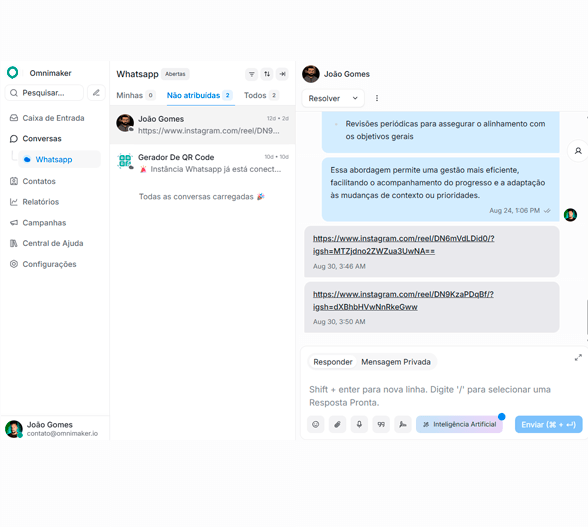 Omnimaker
Pesquisar...
Caixa de Entrada
Conversas
Whatsapp
Contatos
Relatórios
Campanhas
Central de Ajuda
Configurações
João Gomes
contato@omnimaker.io
Whatsapp Abertas
Minhas 0 Não atribuídas 2 Todos 2
João Gomes 12d • 2d
https://www.instagram.com/reel/DN9...
Gerador De QR Code 10d • 10d
Instância Whatsapp já está conect...
Todas as conversas carregadas 🎉
João Gomes
Resolver
Revisões periódicas para assegurar o alinhamento com
os objetivos gerais
Essa abordagem permite uma gestão mais eficiente,
facilitando o acompanhamento do progresso e a adaptação
às mudanças de contexto ou prioridades.
Aug 24, 1:06 PM
https://www.instagram.com/reel/DN6mVdLDid0/?
igsh=MTZjdno2ZWZua3UwNA==
Aug 30, 3:46 AM
https://www.instagram.com/reel/DN9KzaPDqBf/?
igsh=dXBhbHVwNnRkeGww
Aug 30, 3:50 AM
Responder Mensagem Privada
Shift + enter para nova linha. Digite '/' para selecionar uma
Resposta Pronta.
Inteligência Artificial
Enviar (⌘ + ↵)